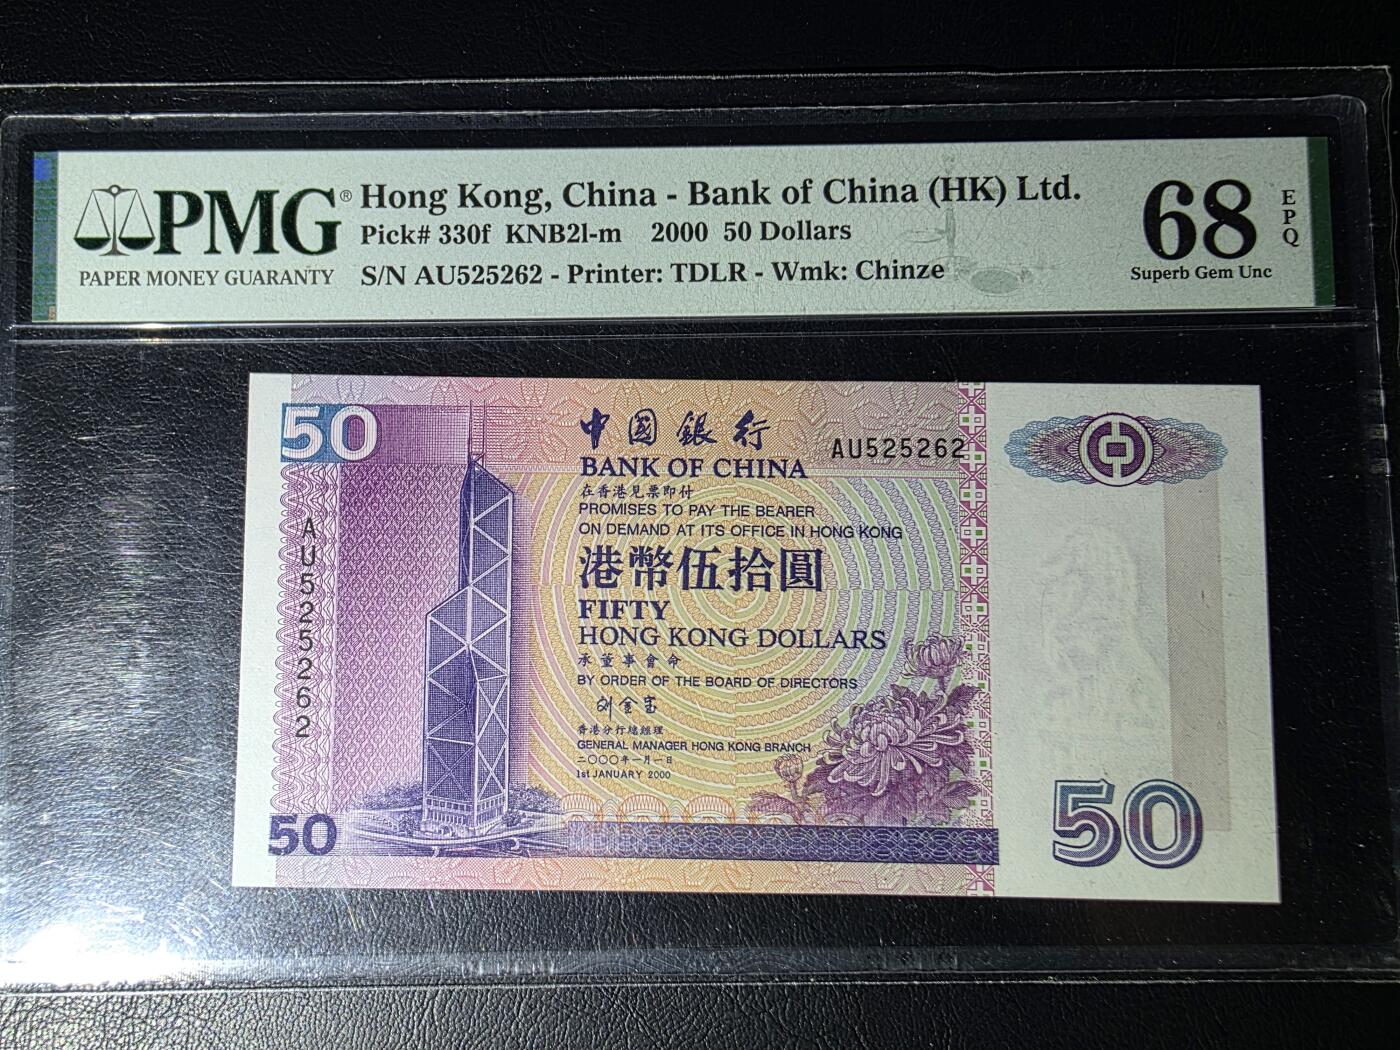 PMG®
PAPER MONEY GUARANTY
Hong Kong, China - Bank of China (HK) Ltd.
Pick# 330f KNB2l-m 2000 50 Dollars
S/N AU525262 - Printer: TDLR - Wmk: Chinze
68
EPQ
Superb Gem Unc
50
中國銀行
AU525262
BANK OF CHINA
在香港見票即付
PROMISES TO PAY THE BEARER
ON DEMAND AT ITS OFFICE IN HONG KONG
AU525262
港幣伍拾圓
FIFTY
HONG KONG DOLLARS
承董事會命
BY ORDER OF THE BOARD OF DIRECTORS
香港分行總經理
GENERAL MANAGER HONG KONG BRANCH
二〇〇〇年一月一日
1st JANUARY 2000
50
50